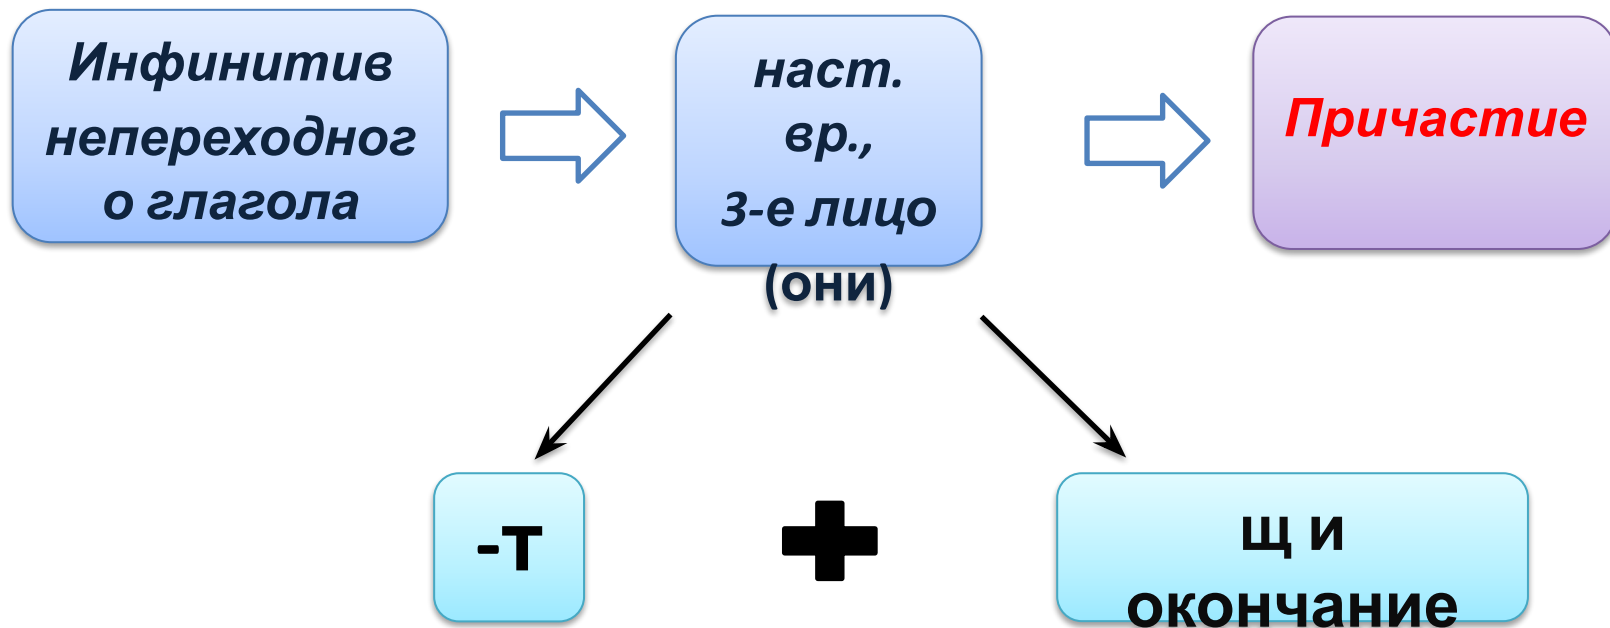 Инфинитив
непереходног
о глагола
наст.
вр.,
3-е лицо
(они)
Причастие
-т
щ и
окончание